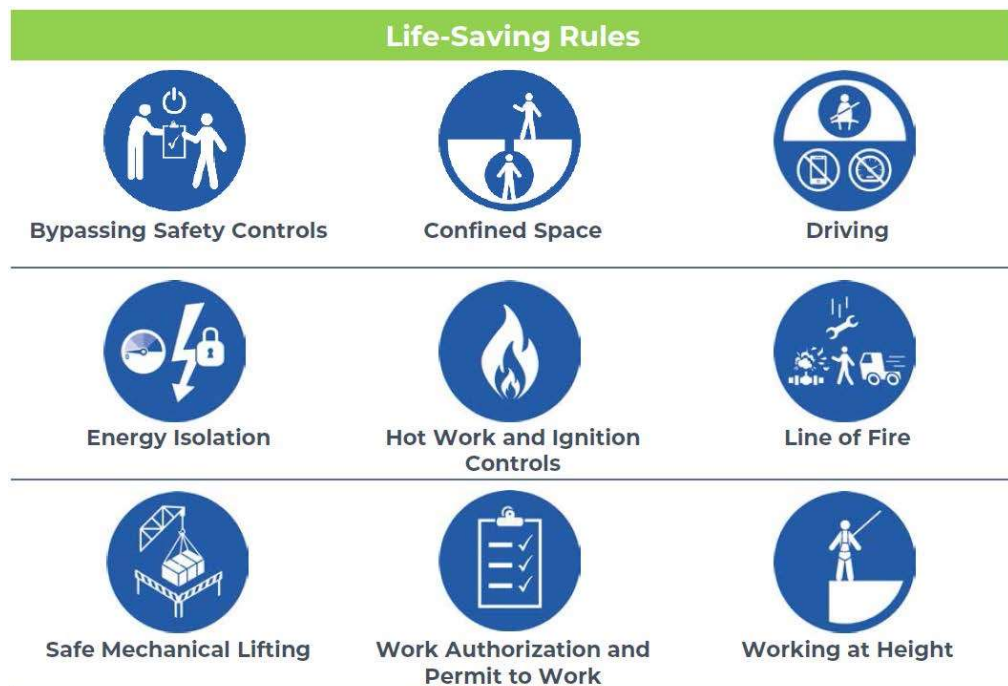 Life-Saving Rules
Bypassing Safety Controls
Confined Space
Driving
Energy Isolation
Hot Work and Ignition
Controls
Line of Fire
Safe Mechanical Lifting
Work Authorization and
Permit to Work
Working at Height